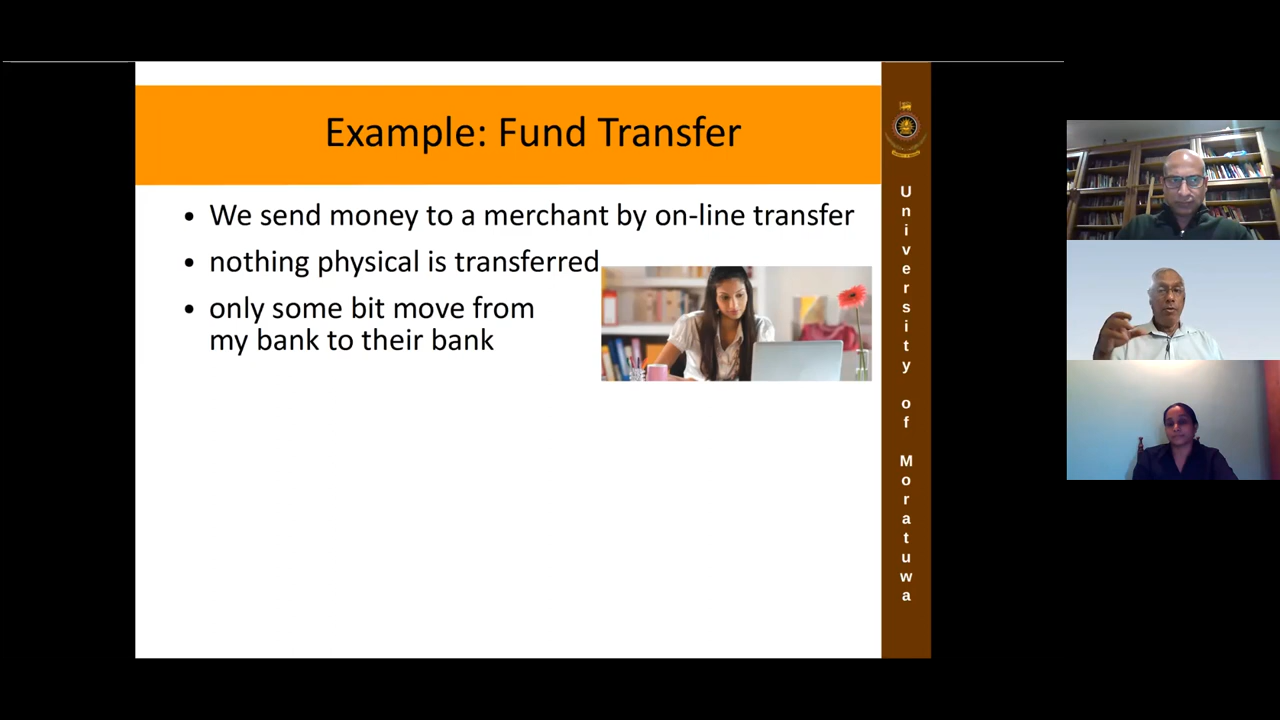 Example: Fund Transfer
• We send money to a merchant by on-line transfer
• nothing physical is transferred
• only some bit move from
my bank to their bank
University of Moratuwa